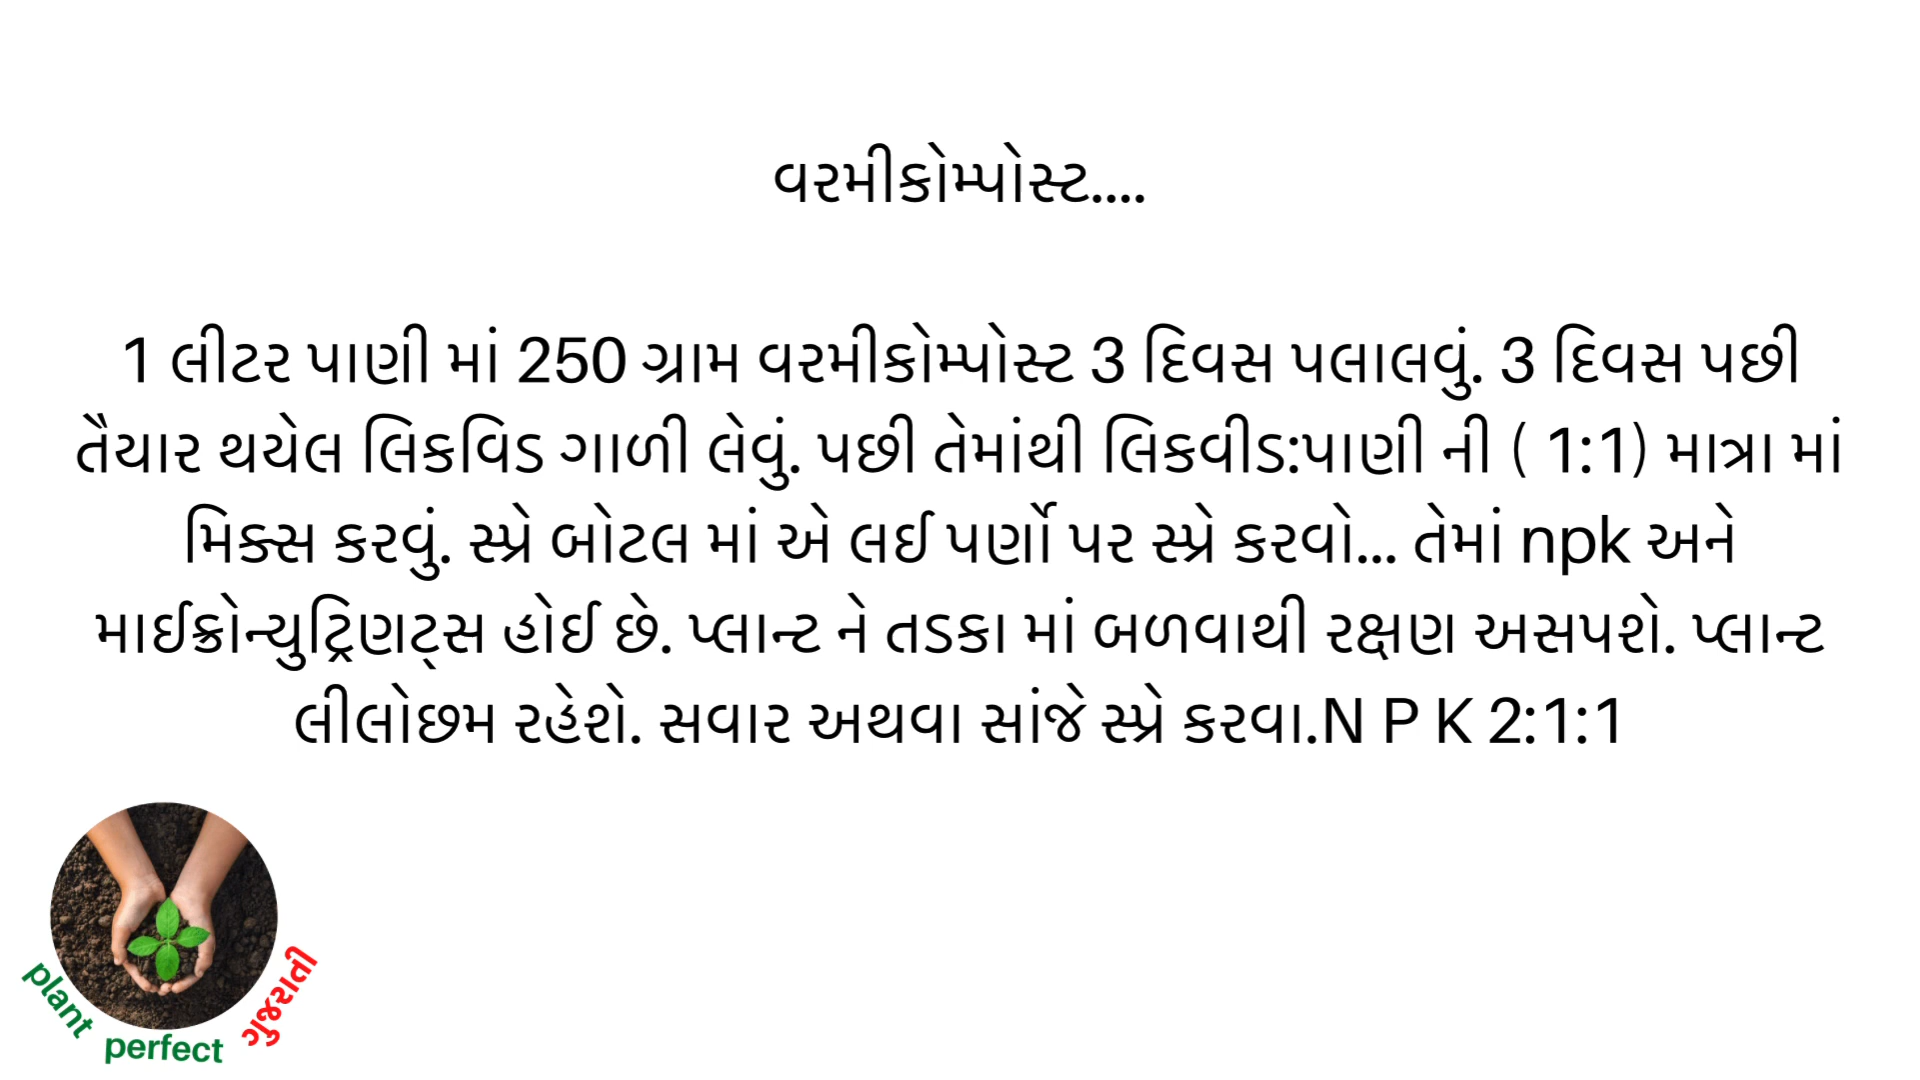 વરમીકોમ્પોસ્ટ....
1 લીટર પાણી માં 250 ગ્રામ વરમીકોમ્પોસ્ટ 3 દિવસ પલાલવું. 3 દિવસ પછી
તૈયાર થયેલ લિકવિડ ગાળી લેવું. પછી તેમાંથી લિકવીડ:પાણી ની ( 1:1) માત્રા માં
મિક્સ કરવું. સ્પ્રે બોટલ માં એ લઈ પર્ણો પર સ્પ્રે કરવો... તેમાં npk અને
માઈક્રોન્યુટ્રિણટ્સ હોઈ છે. પ્લાન્ટ ને તડકા માં બળવાથી રક્ષણ અસપશે. પ્લાન્ટ
લીલોછમ રહેશે. સવાર અથવા સાંજે સ્પ્રે કરવા.N P K 2:1:1
plant perfect ગુજરાતી